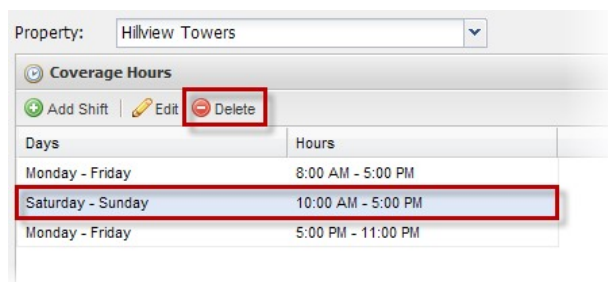 Property: Hillview Towers
Coverage Hours
Add Shift Edit Delete
Days Hours
Monday - Friday 8:00 AM - 5:00 PM
Saturday - Sunday 10:00 AM - 5:00 PM
Monday - Friday 5:00 PM - 11:00 PM